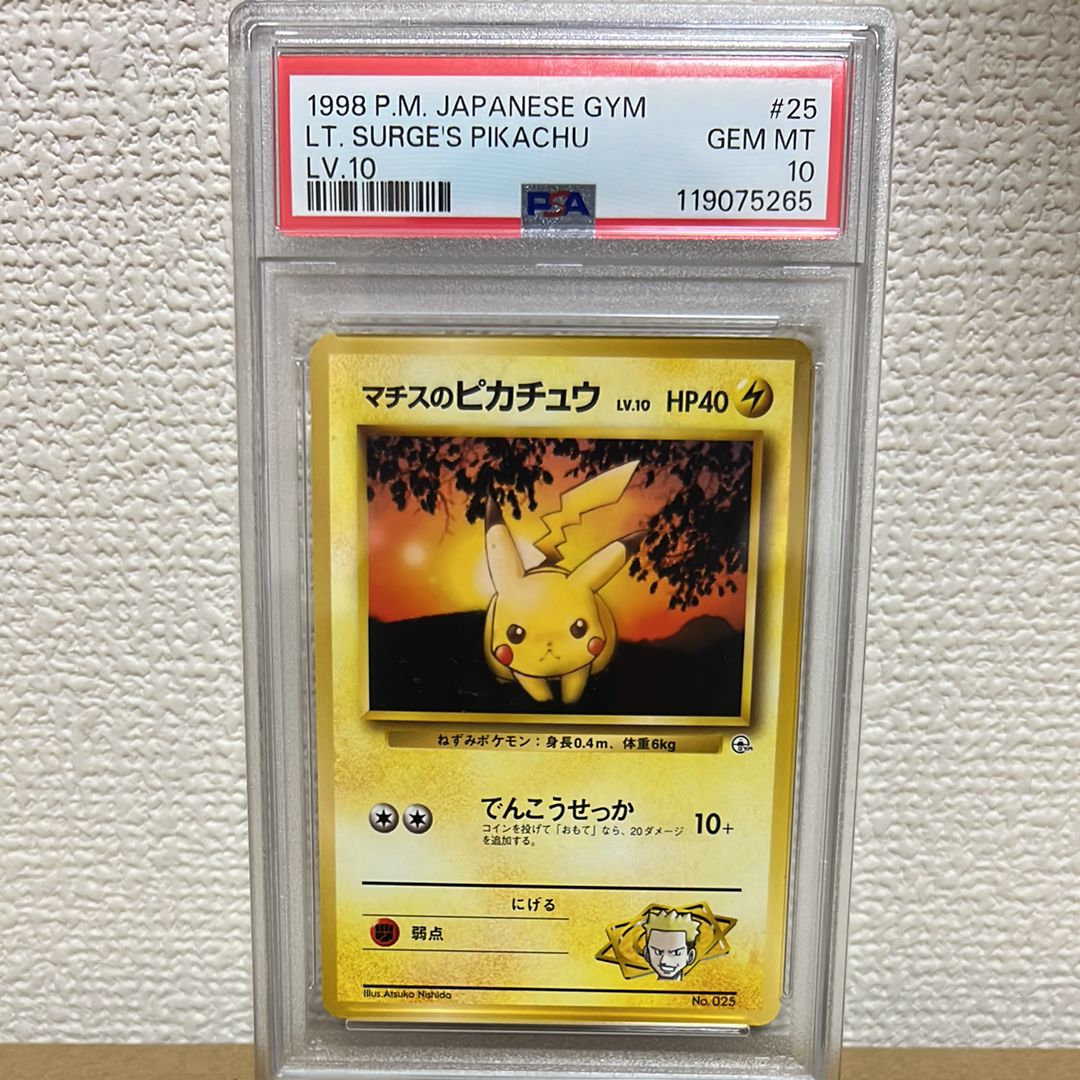 1998 P.M. JAPANESE GYM #25
LT. SURGE'S PIKACHU GEM MT
LV.10 10
PSA 119075265
マチスのピカチュウ LV.10 HP40
ねずみポケモン：身長0.4m、体重6kg
GYM
でんこうせっか 10+
コインを投げて「おもて」なら、20ダメージ
を追加する。
にげる
弱点
Illus.Atsuko Nishida
No. 025